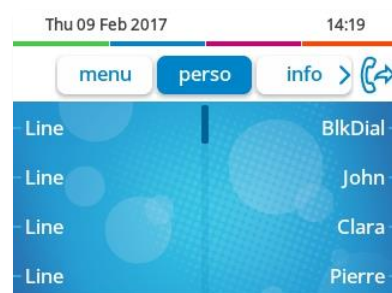 Thu 09 Feb 2017 14:19
menu perso info
Line BlkDial
Line John
Line Clara
Line Pierre